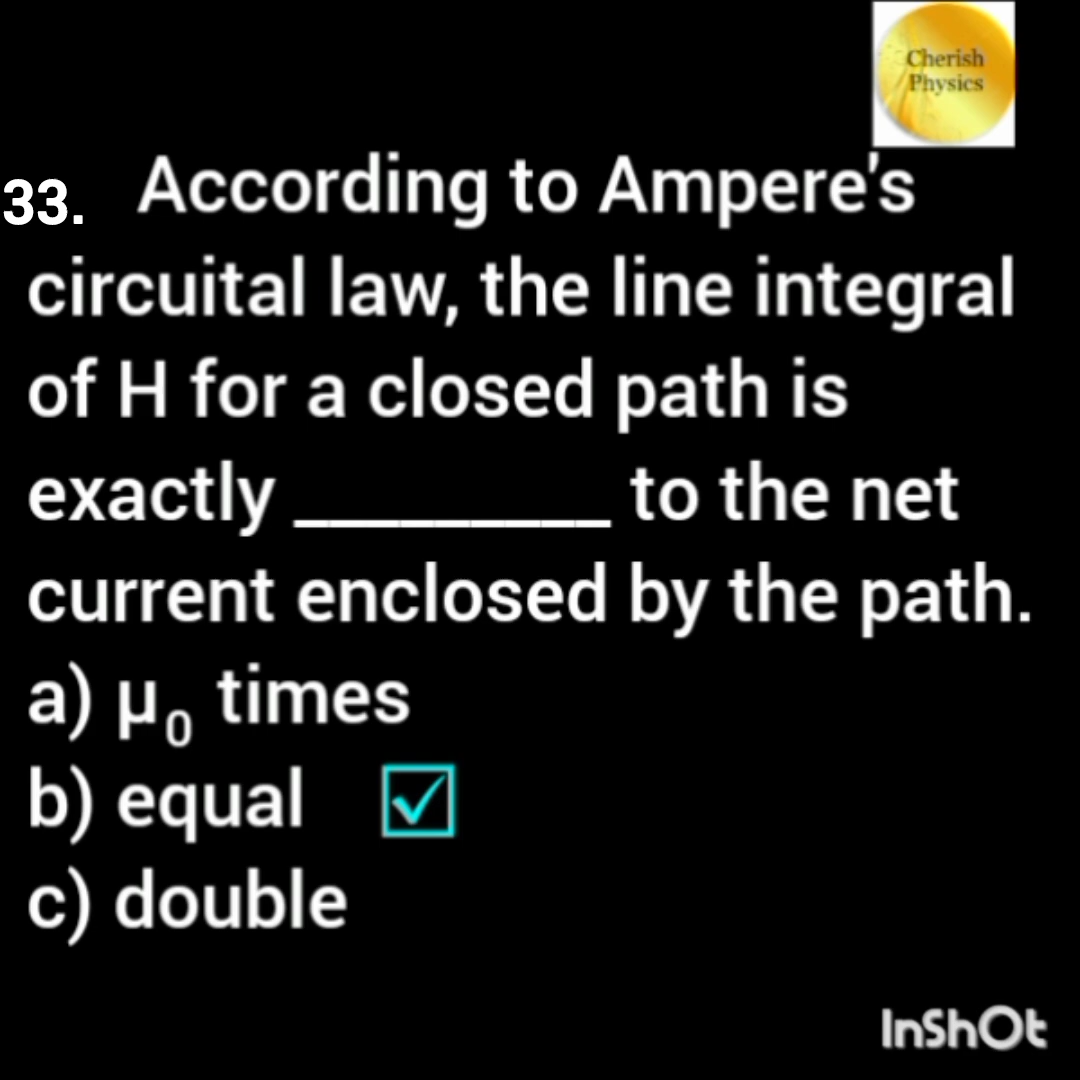 Cherish
Physics
33. According to Ampere's
circuital law, the line integral
of H for a closed path is
exactly _________ to the net
current enclosed by the path.
a) μ₀ times
b) equal ☑
c) double
InShOt